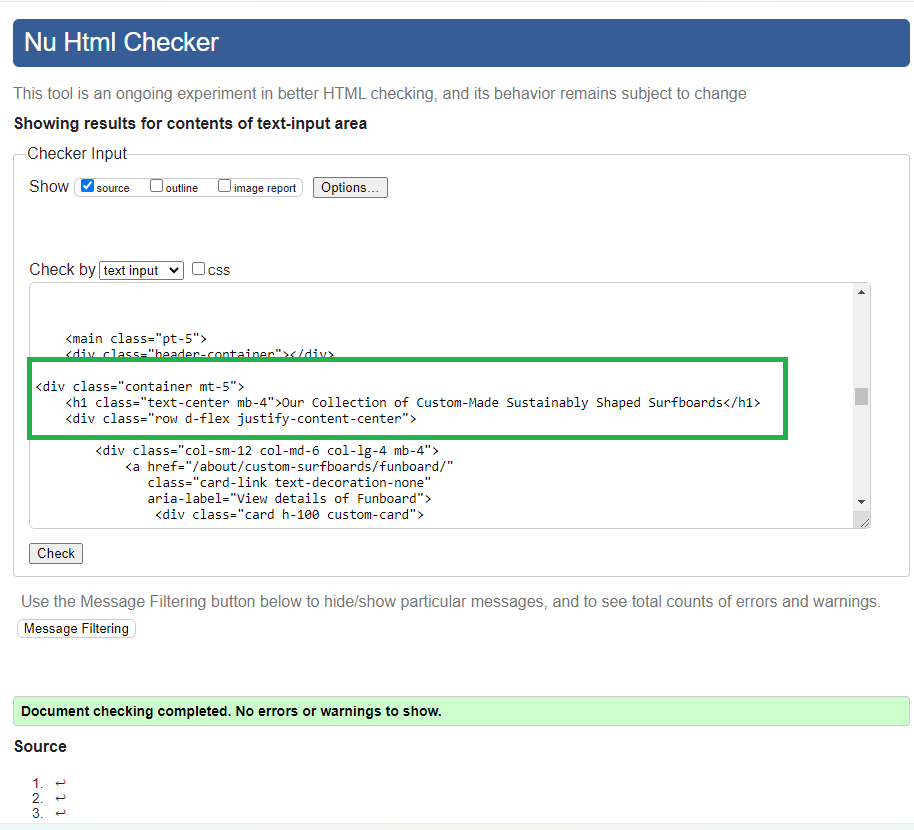 Nu Html Checker
This tool is an ongoing experiment in better HTML checking, and its behavior remains subject to change
Showing results for contents of text-input area
Checker Input
Show source outline image report Options...
Check by text input css
<main class="pt-5">
<div class="header-container"></div>
<div class="container mt-5">
<h1 class="text-center mb-4">Our Collection of Custom-Made Sustainably Shaped Surfboards</h1>
<div class="row d-flex justify-content-center">
<div class="col-sm-12 col-md-6 col-lg-4 mb-4">
<a href="/about/custom-surfboards/funboard/"
class="card-link text-decoration-none"
aria-label="View details of Funboard">
<div class="card h-100 custom-card">
Check
Use the Message Filtering button below to hide/show particular messages, and to see total counts of errors and warnings.
Message Filtering
Document checking completed. No errors or warnings to show.
Source
1. ↩
2. ↩
3. ↩